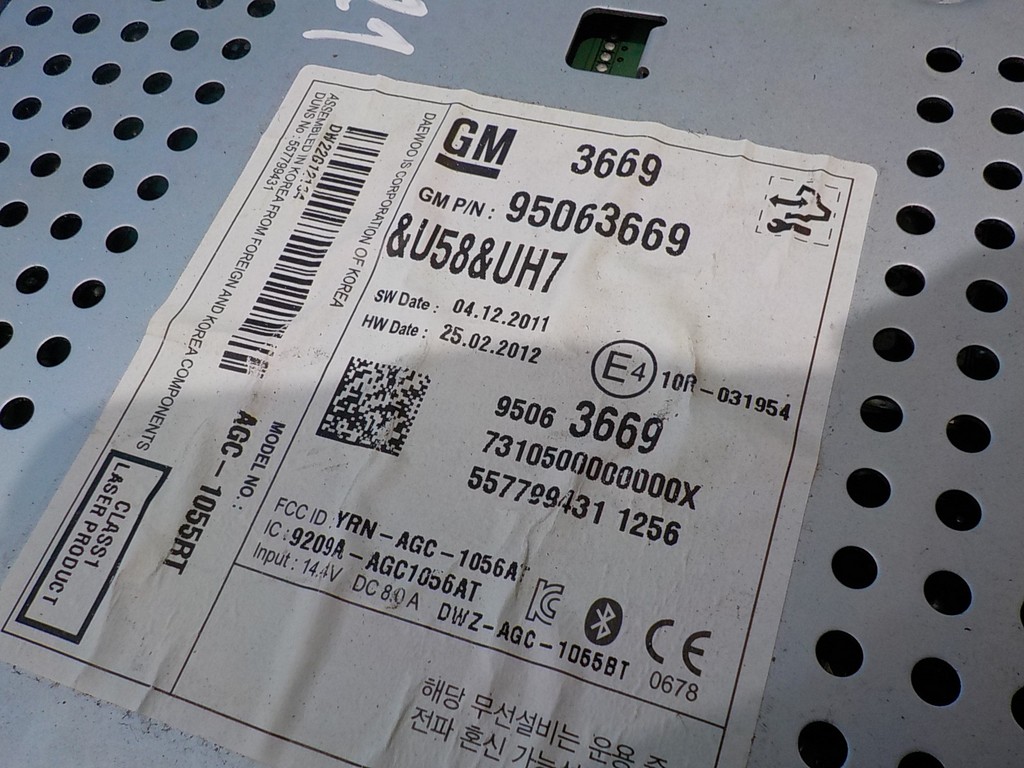 21
GM 3669
GM P/N : 95063669
&U58&UH7
SW Date : 04.12.2011
HW Date : 25.02.2012
E4 10R-031954
9506 3669
7310500000000X
557799431 1256
FCC ID : YRN-AGC-1056A
IC : 9209A-AGC1056AT
Input : 14.4V DC 8.0A DWZ-AGC-1055BT
CE
0678
해당 무선설비는 운용 중
전파 혼신 가능
DAEWOO IS CORPORATION OF KOREA
MODEL NO. :
AGC-1055RT
ASSEMBLED IN KOREA FROM FOREIGN AND KOREA COMPONENTS
DUNS No : 557789431
CLASS1
LASER PRODUCT